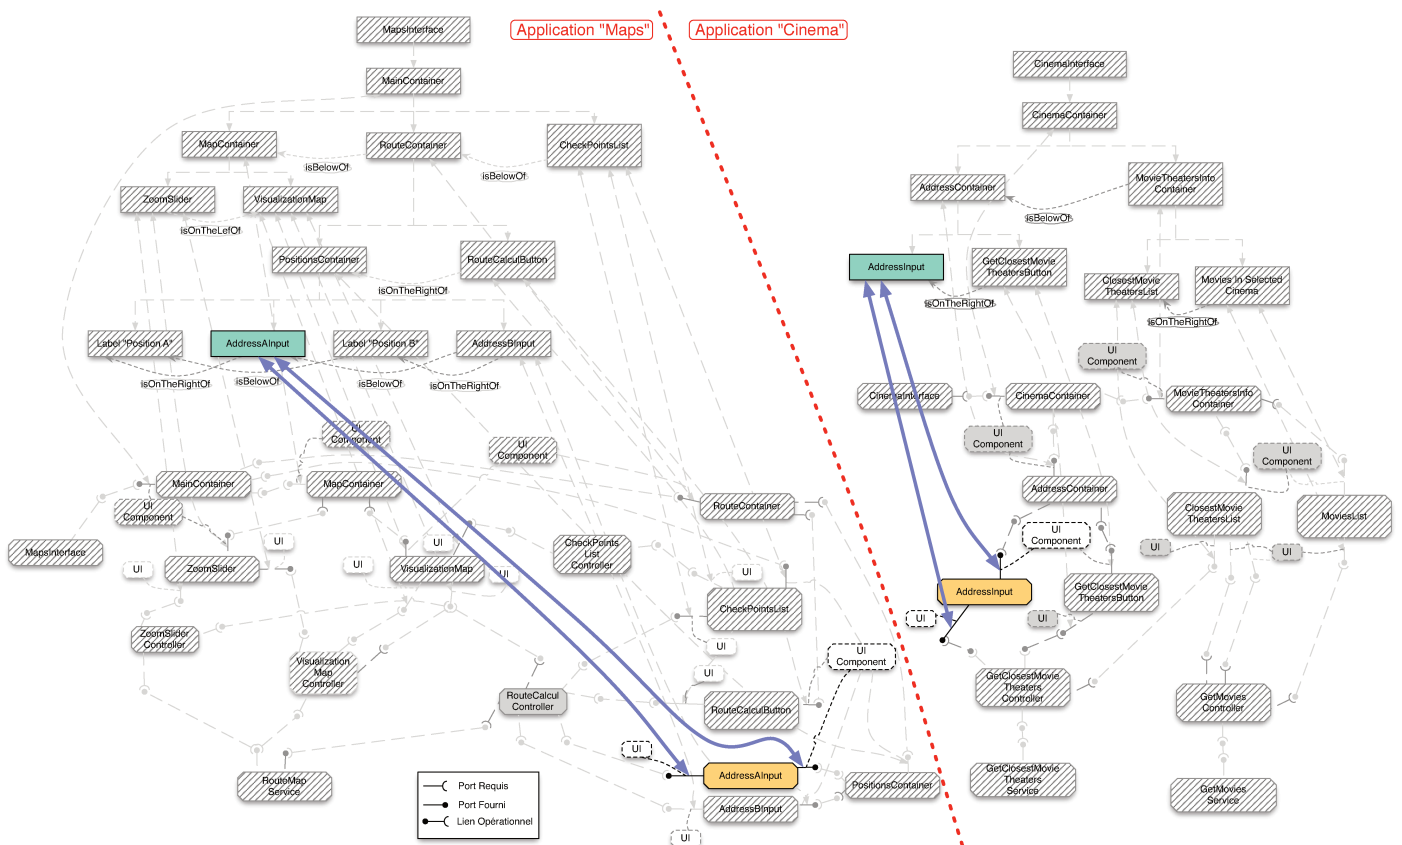 Application "Maps"
Application "Cinema"
MapsInterface
MainContainer
MapContainer
RouteContainer
CheckPointsList
isBelowOf
isBelowOf
ZoomSlider
VisualizationMap
isOnTheLefOf
PositionsContainer
RouteCalculButton
isOnTheRightOf
Label "Position A"
AddressAInput
Label "Position B"
AddressBInput
isOnTheRightOf
isBelowOf
isBelowOf
isOnTheRightOf
UI
Component
UI
Component
MainContainer
MapContainer
RouteContainer
UI
Component
MapsInterface
UI
UI
CheckPoints
List
Controller
ZoomSlider
UI
UI
VisualizationMap
UI
UI
CheckPointsList
ZoomSlider
Controller
UI
UI
Component
Visualization
Map
Controller
UI
RouteCalcul
Controller
RouteCalculButton
UI
AddressAInput
RouteMap
Service
PositionsContainer
AddressBInput
UI
Port Requis
Port Fourni
Lien Opérationnel
CinemaInterface
CinemaContainer
AddressContainer
MovieTheatersInfo
Container
isBelowOf
AddressInput
GetClosestMovie
TheatersButton
ClosestMovie
TheatersList
Movies In Selected
Cinema
isOnTheRightOf
isOnTheRightOf
UI
Component
CinemaInterface
CinemaContainer
MovieTheatersInfo
Container
UI
Component
UI
Component
AddressContainer
ClosestMovie
TheatersList
MoviesList
UI
Component
UI
UI
AddressInput
GetClosestMovie
TheatersButton
UI
UI
GetClosestMovie
Theaters
Controller
GetMovies
Controller
GetClosestMovie
Theaters
Service
GetMovies
Service